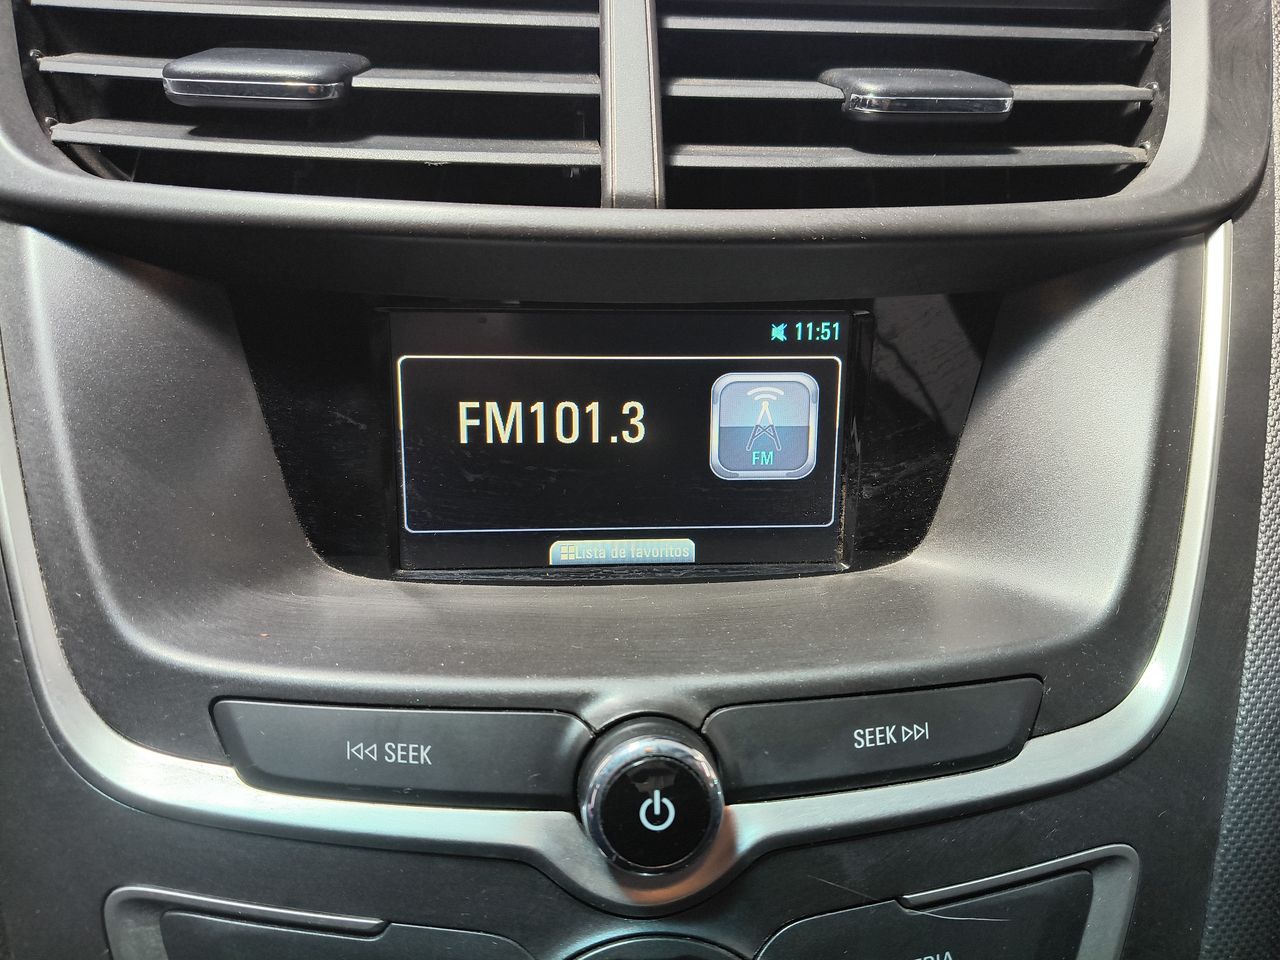 11:51
FM101.3
FM
Lista de favoritos
SEEK
SEEK